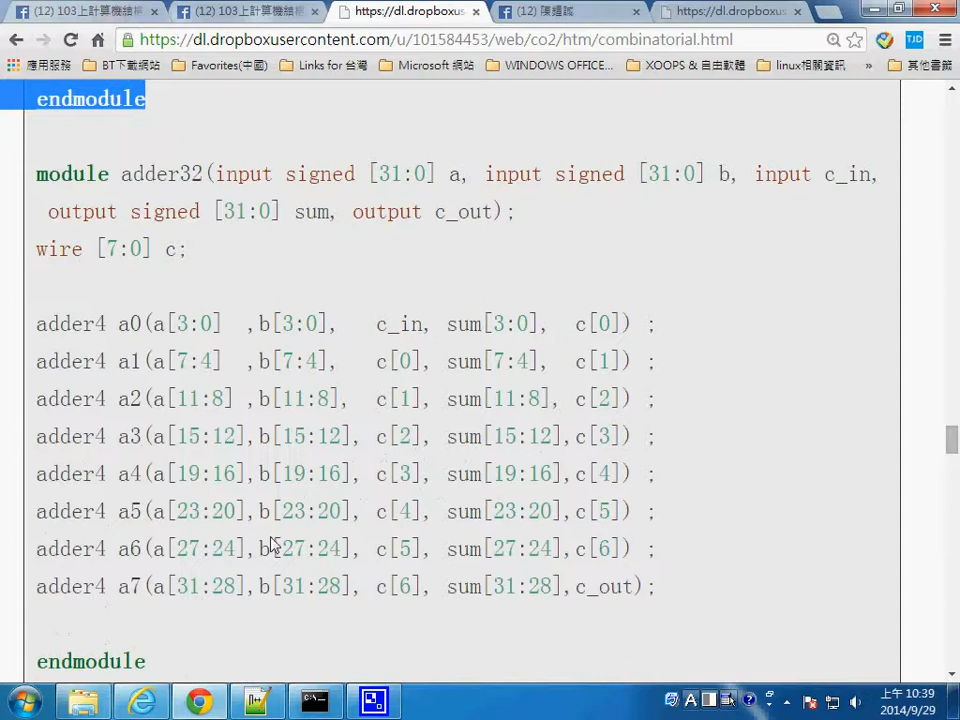 (12) 103上計算機結構
(12) 103上計算機結構
https://dl.dropboxus
(12) 陳鍾誠
https://dl.dropboxus
https://dl.dropboxusercontent.com/u/101584453/web/co2/htm/combinatorial.html
TJD
應用服務 BT下載網站 Favorites(中國) Links for 台灣 Microsoft 網站 WINDOWS OFFICE... XOOPS & 自由軟體 linux相關資訊 » 其他書籤
endmodule
module adder32(input signed [31:0] a, input signed [31:0] b, input c_in,
output signed [31:0] sum, output c_out);
wire [7:0] c;
adder4 a0(a[3:0] ,b[3:0], c_in, sum[3:0], c[0]) ;
adder4 a1(a[7:4] ,b[7:4], c[0], sum[7:4], c[1]) ;
adder4 a2(a[11:8] ,b[11:8], c[1], sum[11:8], c[2]) ;
adder4 a3(a[15:12],b[15:12], c[2], sum[15:12],c[3]) ;
adder4 a4(a[19:16],b[19:16], c[3], sum[19:16],c[4]) ;
adder4 a5(a[23:20],b[23:20], c[4], sum[23:20],c[5]) ;
adder4 a6(a[27:24],b[27:24], c[5], sum[27:24],c[6]) ;
adder4 a7(a[31:28],b[31:28], c[6], sum[31:28],c_out);
endmodule
上午 10:39
2014/9/29